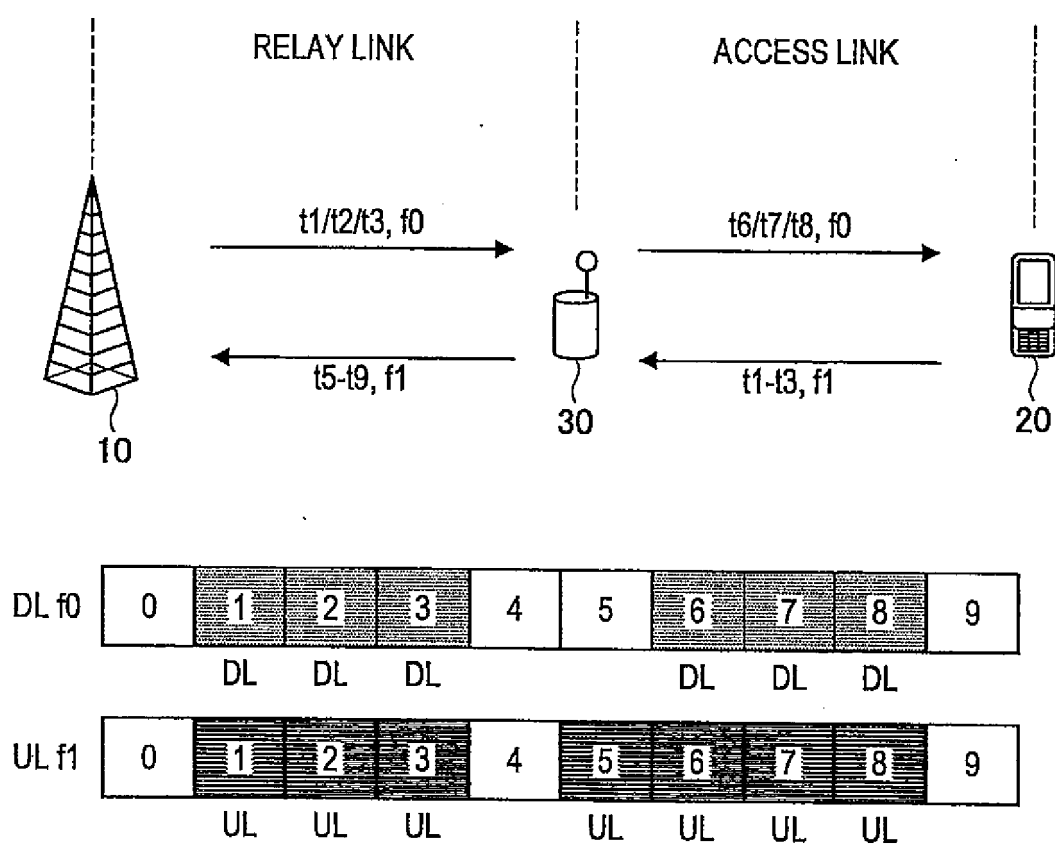 RELAY LINK
ACCESS LINK
t1/t2/t3, f0
t6/t7/t8, f0
t5-t9, f1
t1-t3, f1
10
30
20
DL f0 0 1 2 3 4 5 6 7 8 9
DL DL DL DL DL DL
UL f1 0 1 2 3 4 5 6 7 8 9
UL UL UL UL UL UL UL